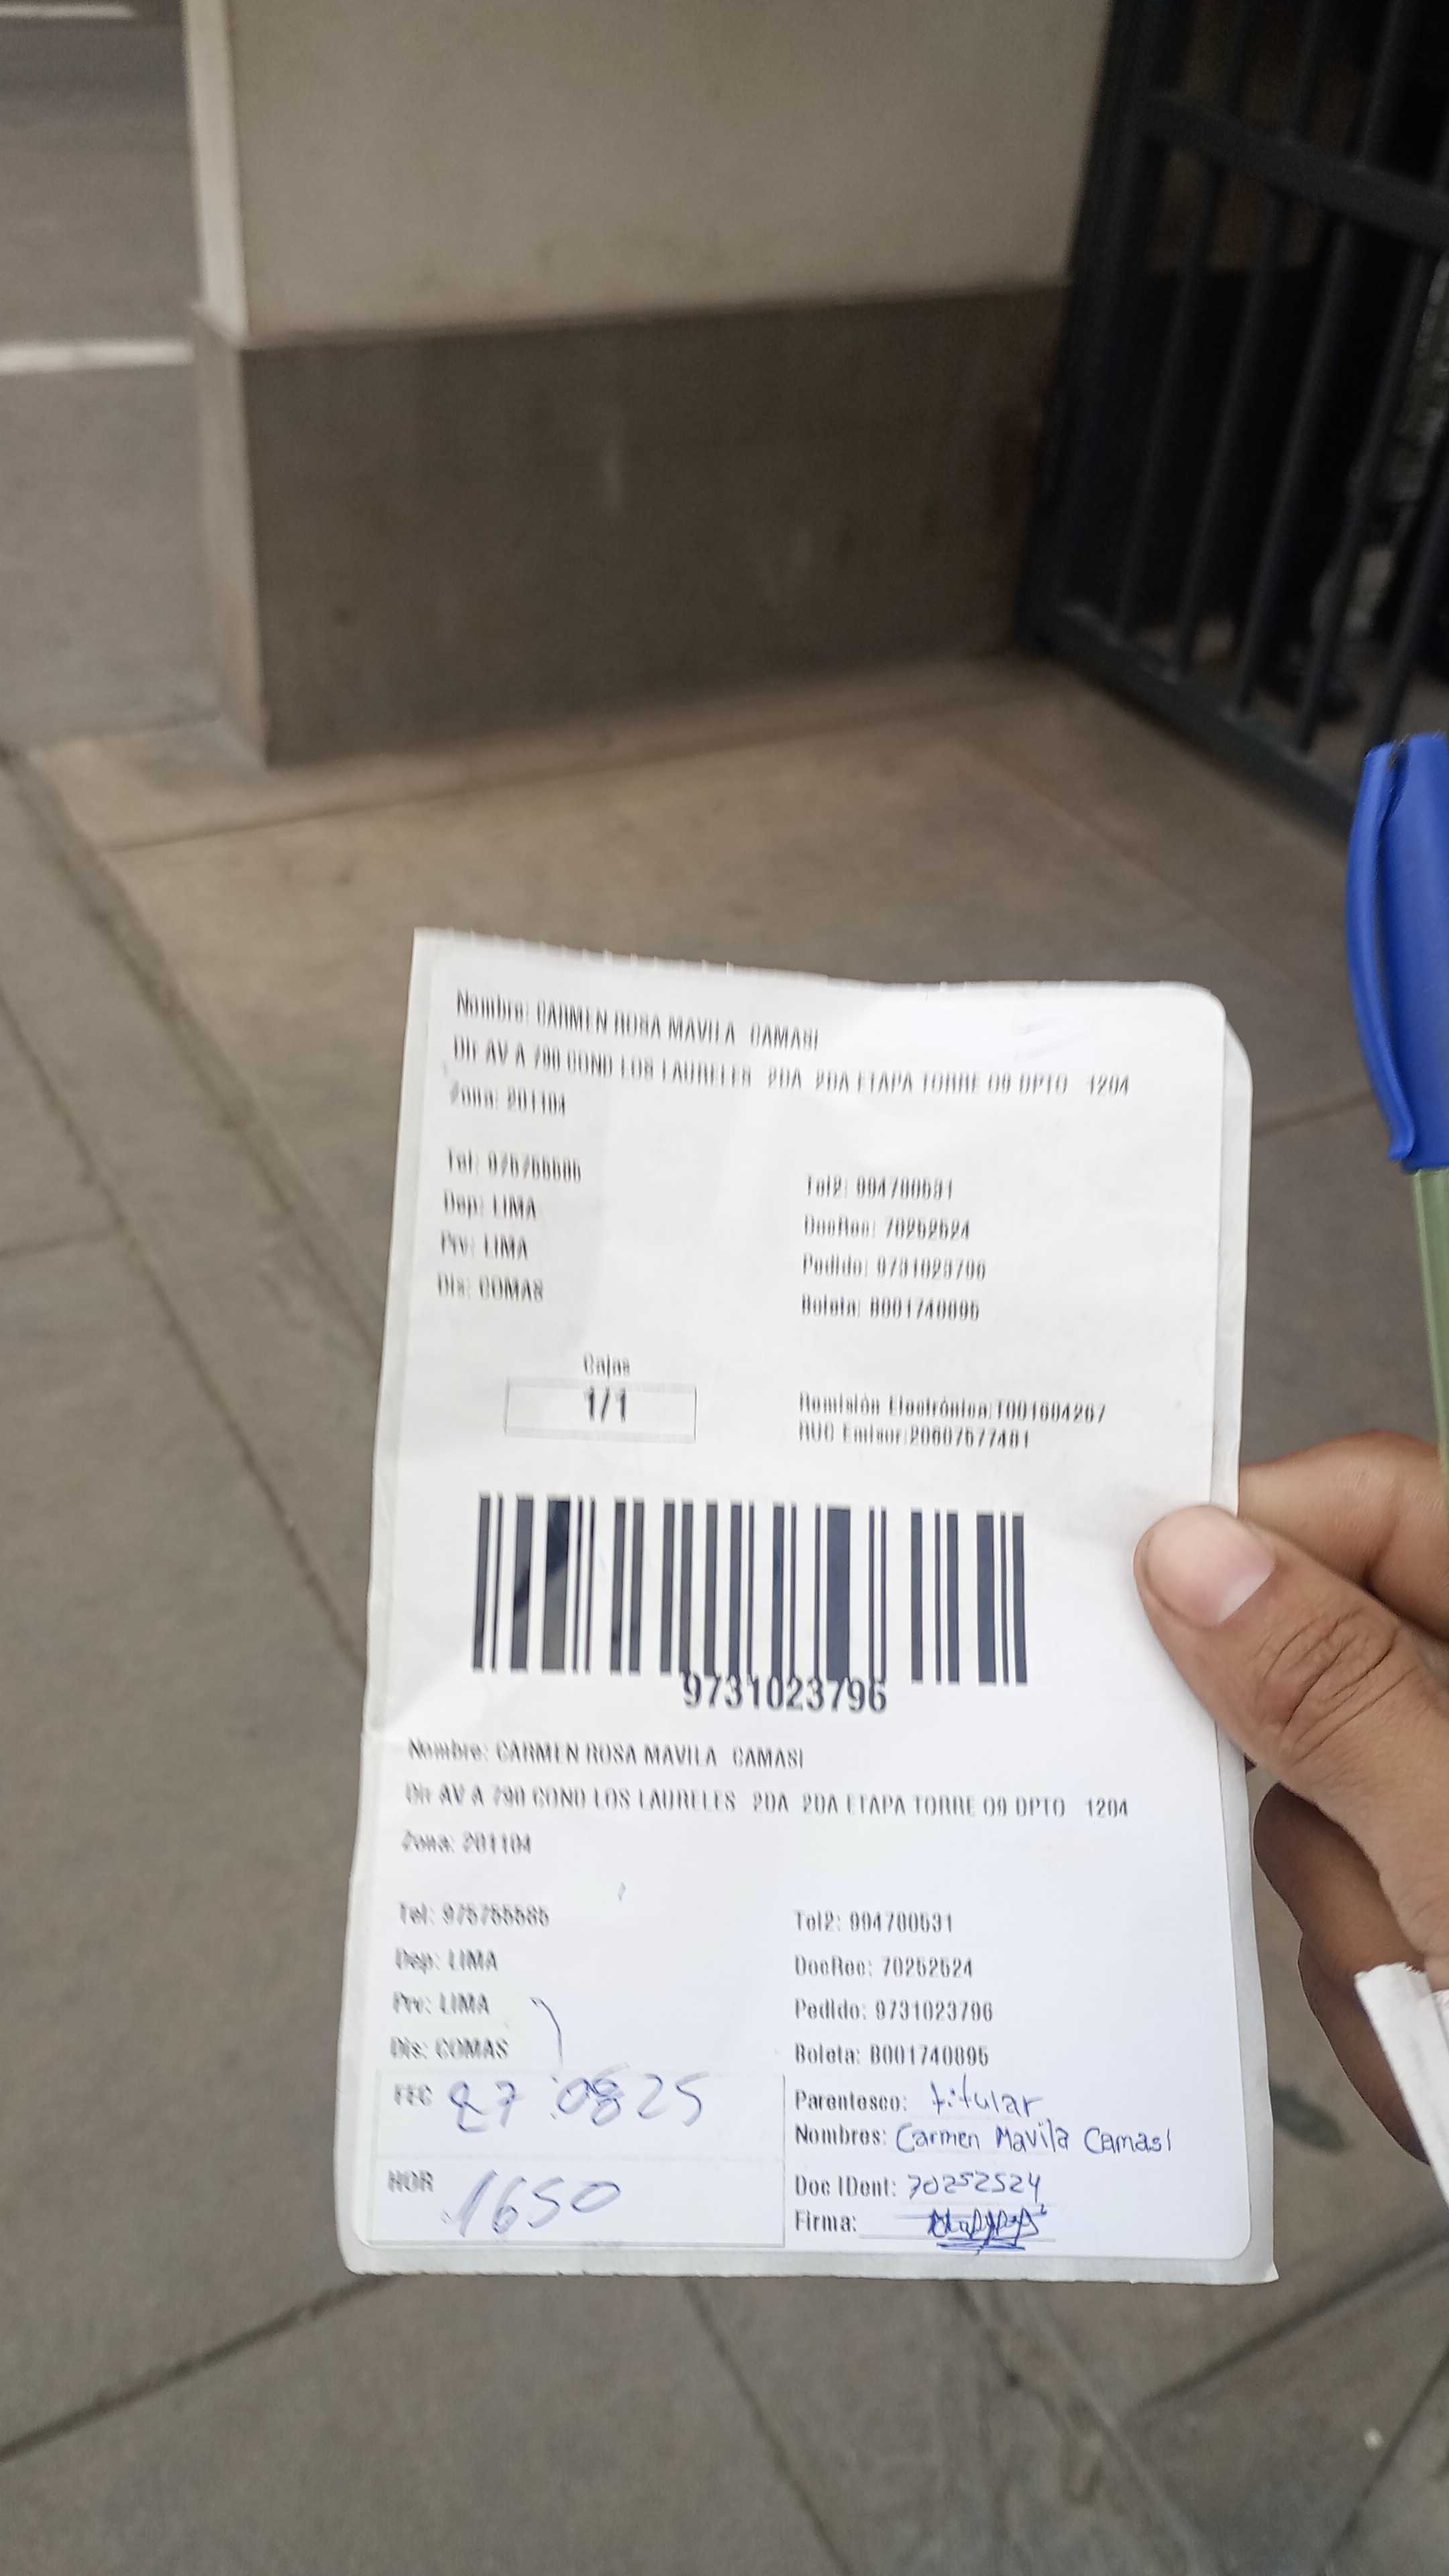 Nombre: CARMEN ROSA MAVILA CAMASI
Dir AV A 790 COND LOS LAURELES 2DA 2DA ETAPA TORRE 09 DPTO 1204
Zona: 201104
Tel: 975755585 Tel2: 994700531
Dep: LIMA DocRec: 70252524
Prv: LIMA Pedido: 9731023796
Dis: COMAS Boleta: B001740895
Cajas
1/1
Remisión Electrónica:T001604267
RUC Emisor:20607577481
9731023796
Nombre: CARMEN ROSA MAVILA CAMASI
Dir AV A 790 COND LOS LAURELES 2DA 2DA ETAPA TORRE 09 DPTO 1204
Zona: 201104
Tel: 975755585 Tel2: 994700531
Dep: LIMA DocRec: 70252524
Prv: LIMA Pedido: 9731023796
Dis: COMAS Boleta: B001740895
FEC 27 08 25
Parentesco: titular
Nombres: Carmen Mavila Camasi
HOR 1650
Doc IDent: 70252524
Firma: